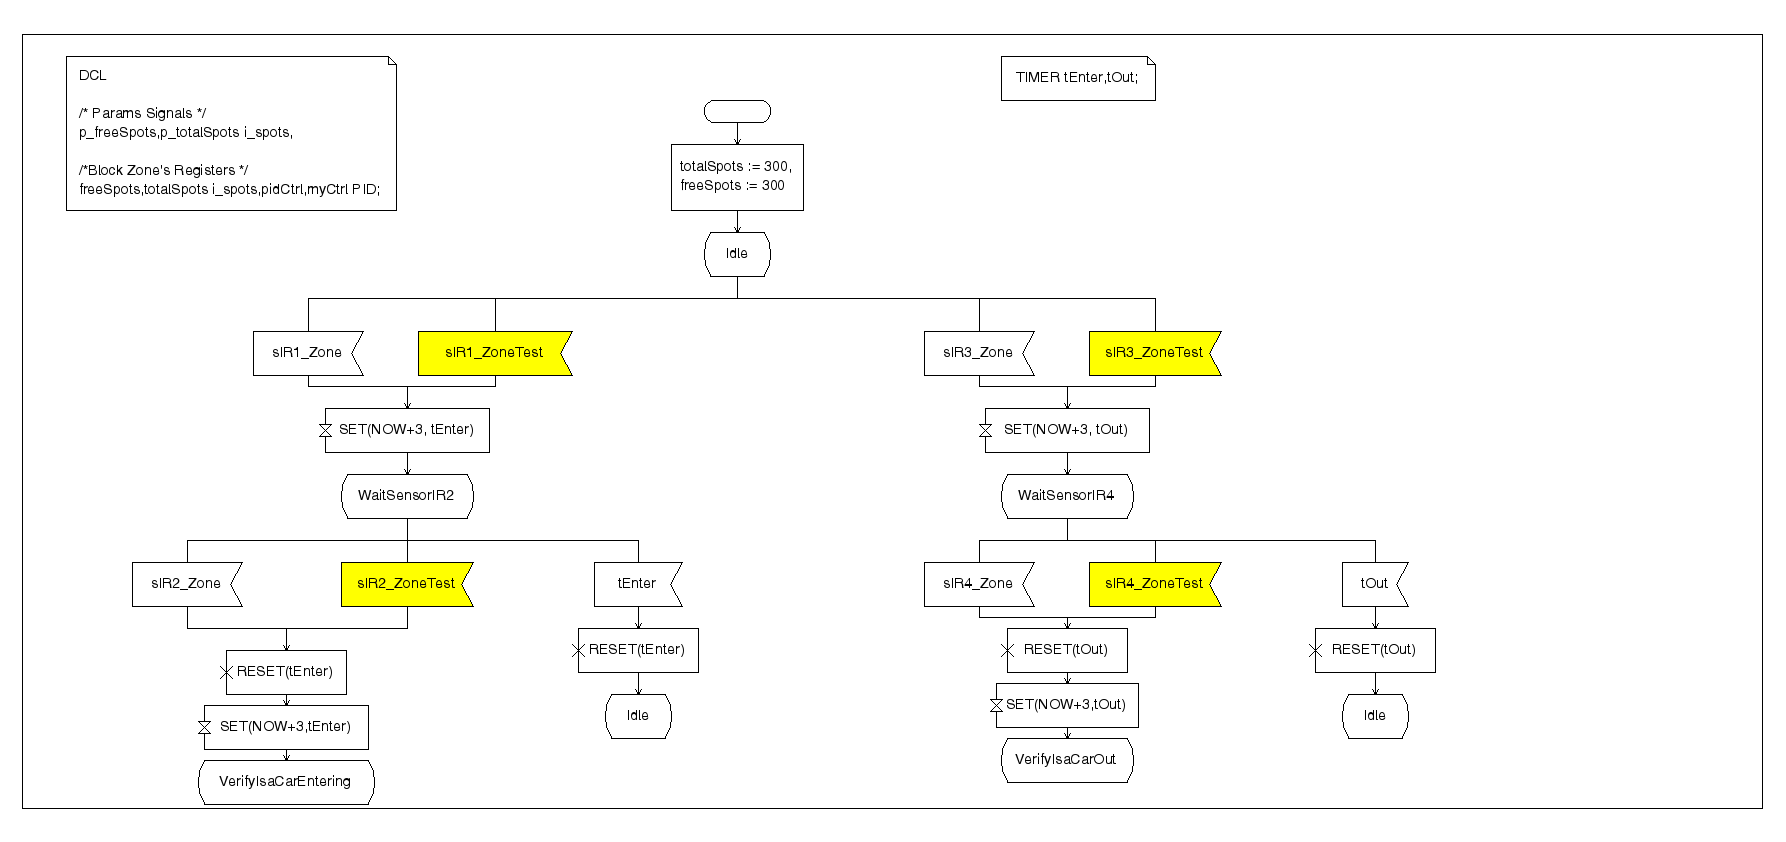 DCL
/* Params Signals */
p_freeSpots,p_totalSpots i_spots,
/*Block Zone's Registers */
freeSpots,totalSpots i_spots,pidCtrl,myCtrl PID;
TIMER tEnter,tOut;
totalSpots := 300,
freeSpots := 300
Idle
sIR1_Zone
sIR1_ZoneTest
sIR3_Zone
sIR3_ZoneTest
SET(NOW+3, tEnter)
SET(NOW+3, tOut)
WaitSensorIR2
WaitSensorIR4
sIR2_Zone
sIR2_ZoneTest
tEnter
sIR4_Zone
sIR4_ZoneTest
tOut
RESET(tEnter)
RESET(tEnter)
RESET(tOut)
RESET(tOut)
SET(NOW+3,tEnter)
Idle
SET(NOW+3,tOut)
Idle
VerifyIsaCarEntering
VerifyIsaCarOut